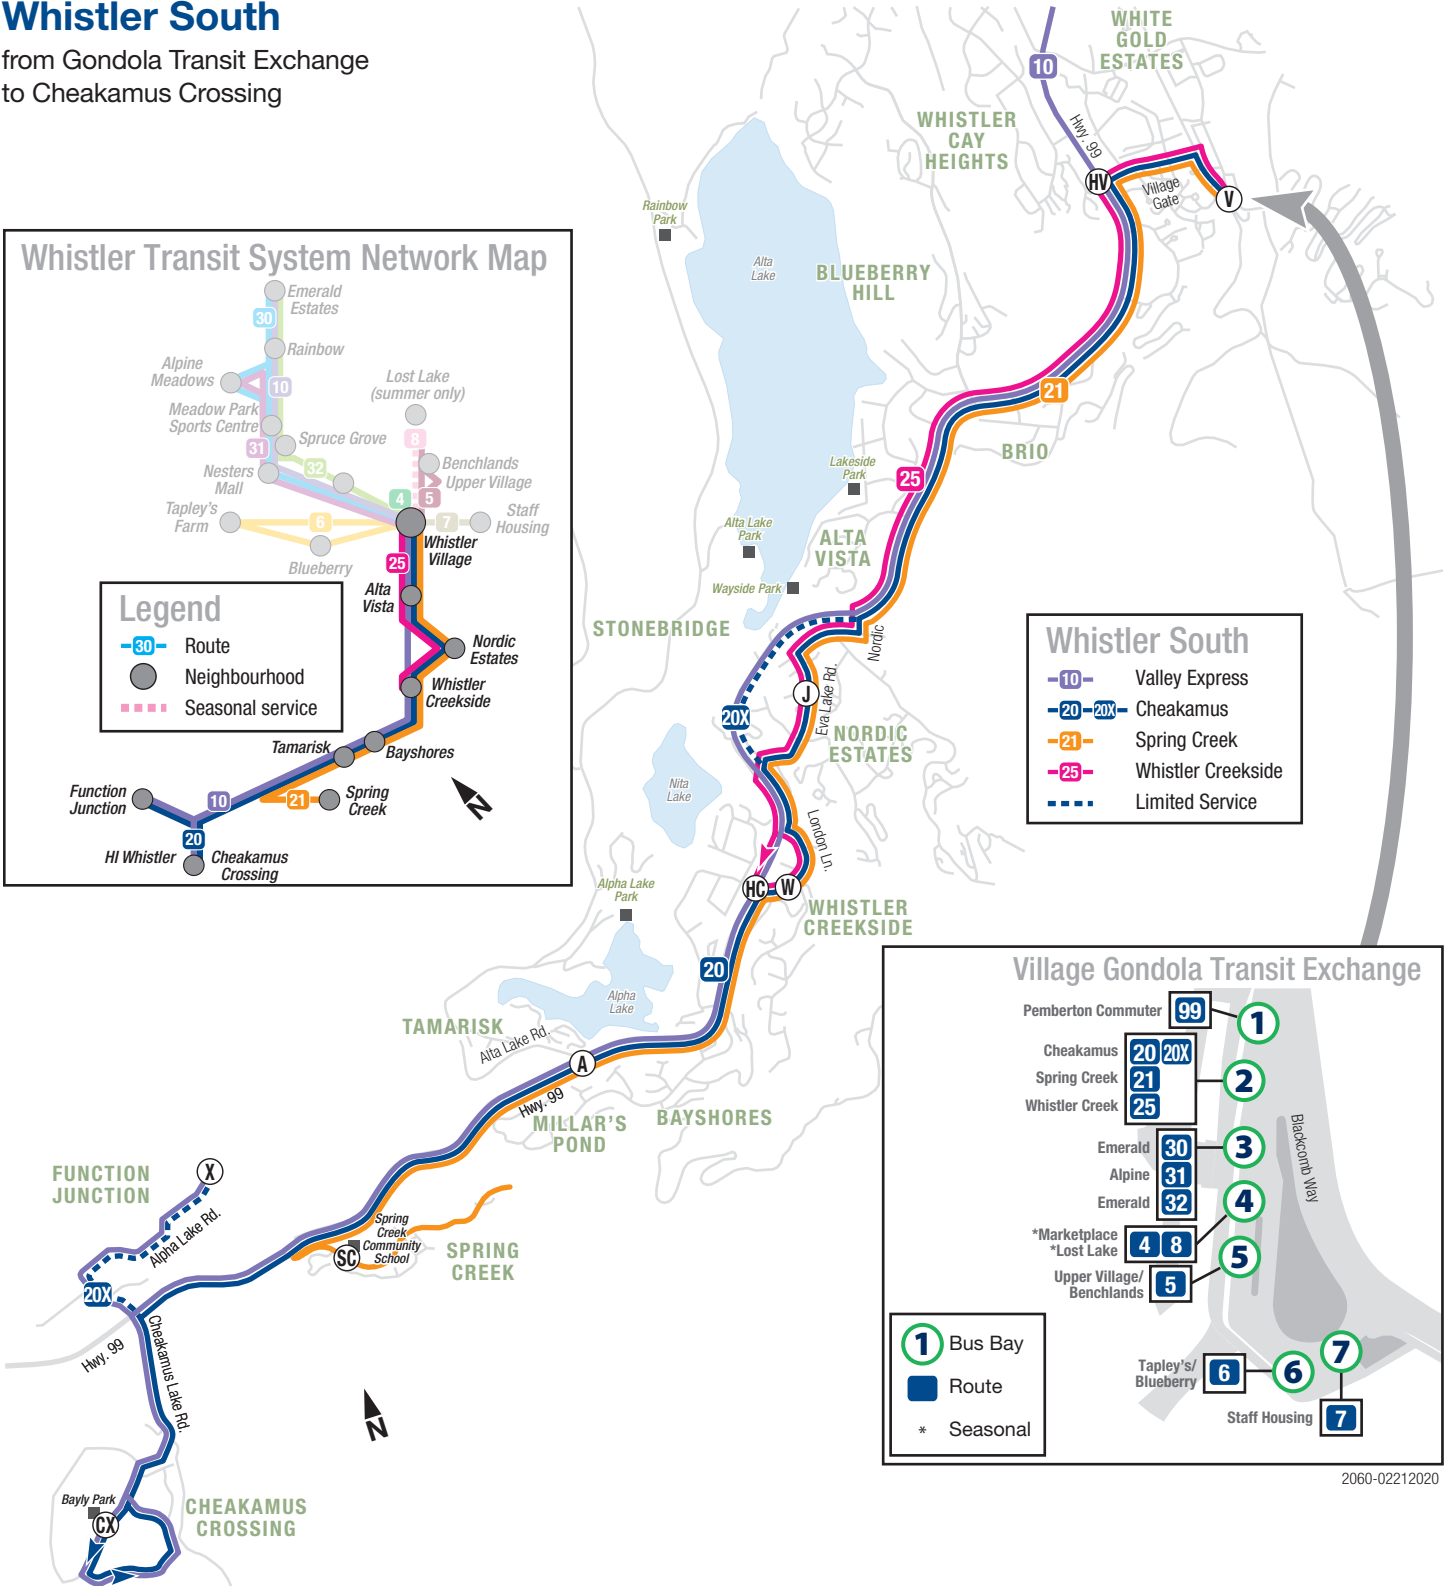 Whistler South
from Gondola Transit Exchange
to Cheakamus Crossing
WHITE
GOLD
ESTATES
10
Hwy. 99
WHISTLER
CAY
HEIGHTS
HV
Village
Gate
V
Rainbow
Park
Alta
Lake
BLUEBERRY
HILL
21
BRIO
25
Lakeside
Park
Alta Lake
Park
ALTA
VISTA
Wayside Park
STONEBRIDGE
Nordic
J
Eva Lake Rd.
20X
NORDIC
ESTATES
Nita
Lake
London Ln.
HC
W
WHISTLER
CREEKSIDE
Alpha Lake
Park
20
Alpha
Lake
TAMARISK
Alta Lake Rd.
A
Hwy. 99
MILLAR'S
POND
BAYSHORES
FUNCTION
JUNCTION
X
Alpha Lake Rd.
20X
Spring
Creek
Community
School
SC
SPRING
CREEK
Hwy. 99
Cheakamus Lake Rd.
N
Bayly Park
CX
CHEAKAMUS
CROSSING
Whistler Transit System Network Map
Emerald
Estates
30
Rainbow
Alpine
Meadows
10
Lost Lake
(summer only)
Meadow Park
Sports Centre
8
31
Spruce Grove
32
Benchlands
Nesters
Mall
Upper Village
4
5
Tapley's
Farm
6
7
Staff
Housing
Blueberry
Whistler
Village
25
Alta
Vista
Nordic
Estates
Whistler
Creekside
Tamarisk
Bayshores
Function
Junction
10
21
Spring
Creek
20
HI Whistler
Cheakamus
Crossing
N
Legend
30 Route
Neighbourhood
Seasonal service
Whistler South
10 Valley Express
20 20X Cheakamus
21 Spring Creek
25 Whistler Creekside
Limited Service
Village Gondola Transit Exchange
Pemberton Commuter 99 1
Cheakamus 20 20X
Spring Creek 21 2
Whistler Creek 25
Emerald 30 3
Alpine 31
Emerald 32
4
*Marketplace
*Lost Lake
4 8
5
Upper Village/
Benchlands
5
Blackcomb Way
Tapley's/
Blueberry
6 6
7
Staff Housing 7
1 Bus Bay
Route
* Seasonal
2060-02212020